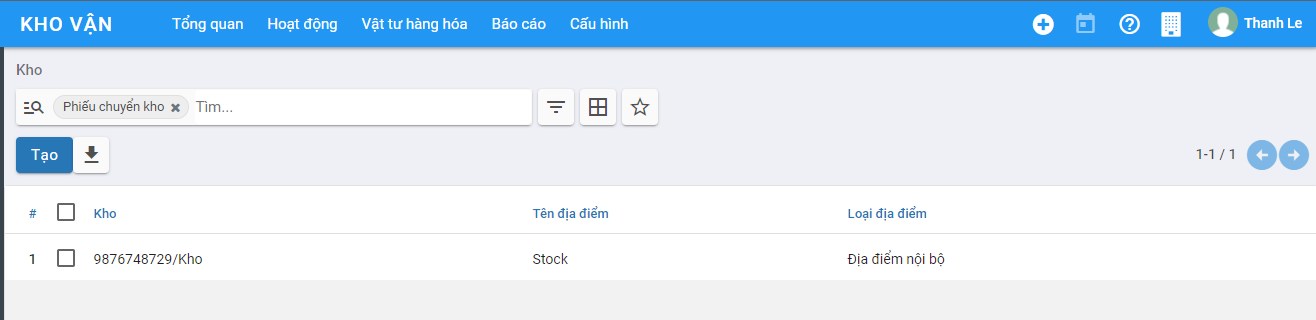 KHO VẬN Tổng quan Hoạt động Vật tư hàng hóa Báo cáo Cấu hình Thanh Le
Kho
Phiếu chuyển kho Tìm...
Tạo 1-1 / 1
# Kho Tên địa điểm Loại địa điểm
1 9876748729/Kho Stock Địa điểm nội bộ